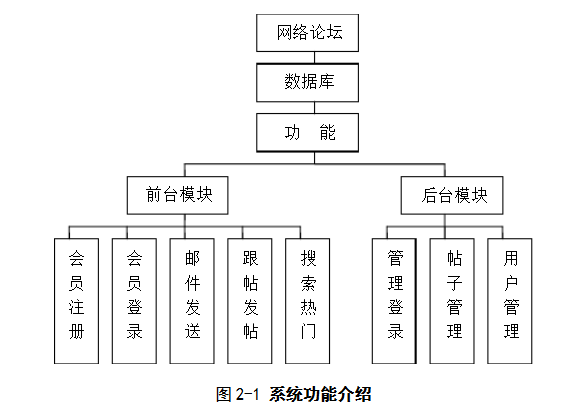 网络论坛
数据库
功 能
前台模块
后台模块
会员注册
会员登录
邮件发送
跟帖发帖
搜索热门
管理登录
帖子管理
用户管理
图 2-1 系统功能介绍